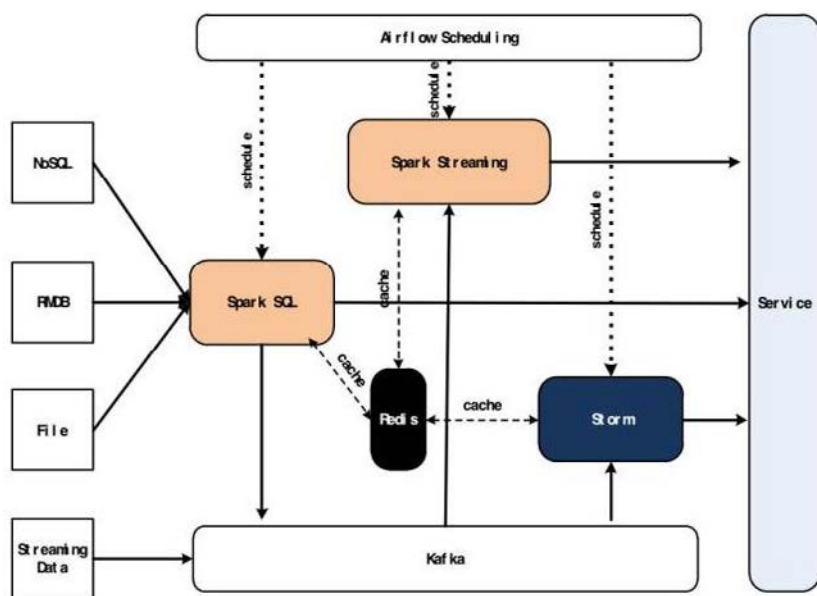 Airflow Scheduling
schedule
schedule
schedule
NoSQL
Spark Streaming
cache
RMDB
Spark SQL
Service
cache
File
Redis
cache
Storm
Streaming
Data
Kafka